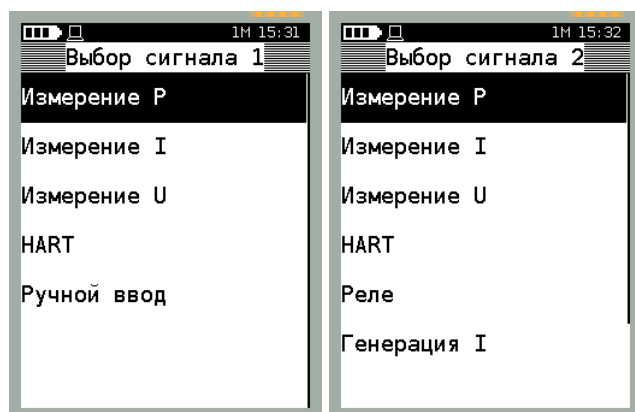 1М 15:31
Выбор сигнала 1
Измерение P
Измерение I
Измерение U
HART
Ручной ввод
1М 15:32
Выбор сигнала 2
Измерение P
Измерение I
Измерение U
HART
Реле
Генерация I